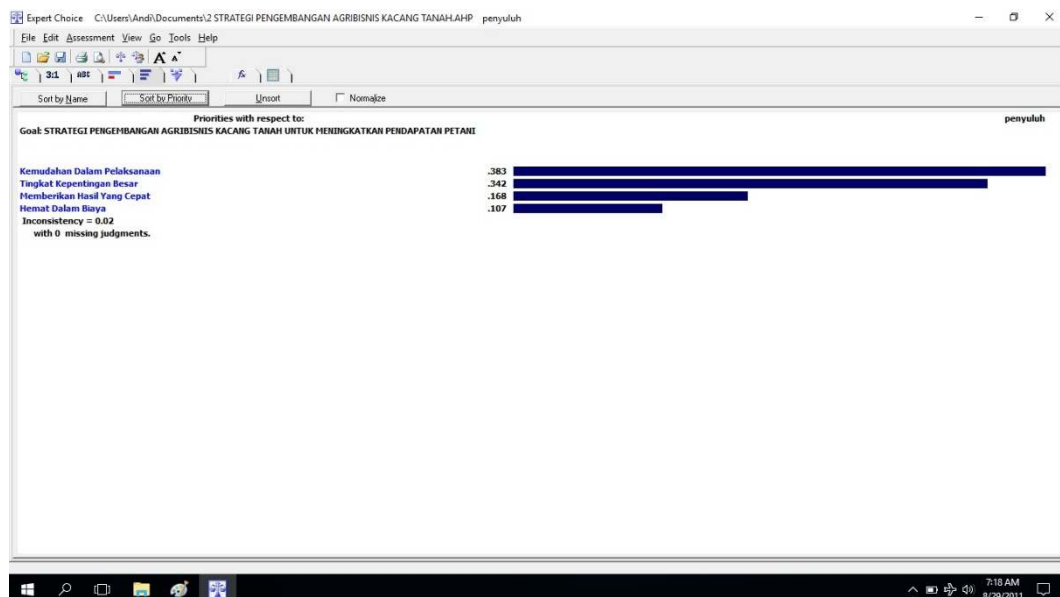 Expert Choice C:\Users\Andi\Documents\2 STRATEGI PENGEMBANGAN AGRIBISNIS KACANG TANAH.AHP penyuluh
File Edit Assessment View Go Tools Help
3:1 ABC
Sort by Name Sort by Priority Unsort Normalize
Priorities with respect to: penyuluh
Goal: STRATEGI PENGEMBANGAN AGRIBISNIS KACANG TANAH UNTUK MENINGKATKAN PENDAPATAN PETANI
Kemudahan Dalam Pelaksanaan .383
Tingkat Kepentingan Besar .342
Memberikan Hasil Yang Cepat .168
Hemat Dalam Biaya .107
Inconsistency = 0.02
with 0 missing judgments.
7:18 AM
8/29/2011